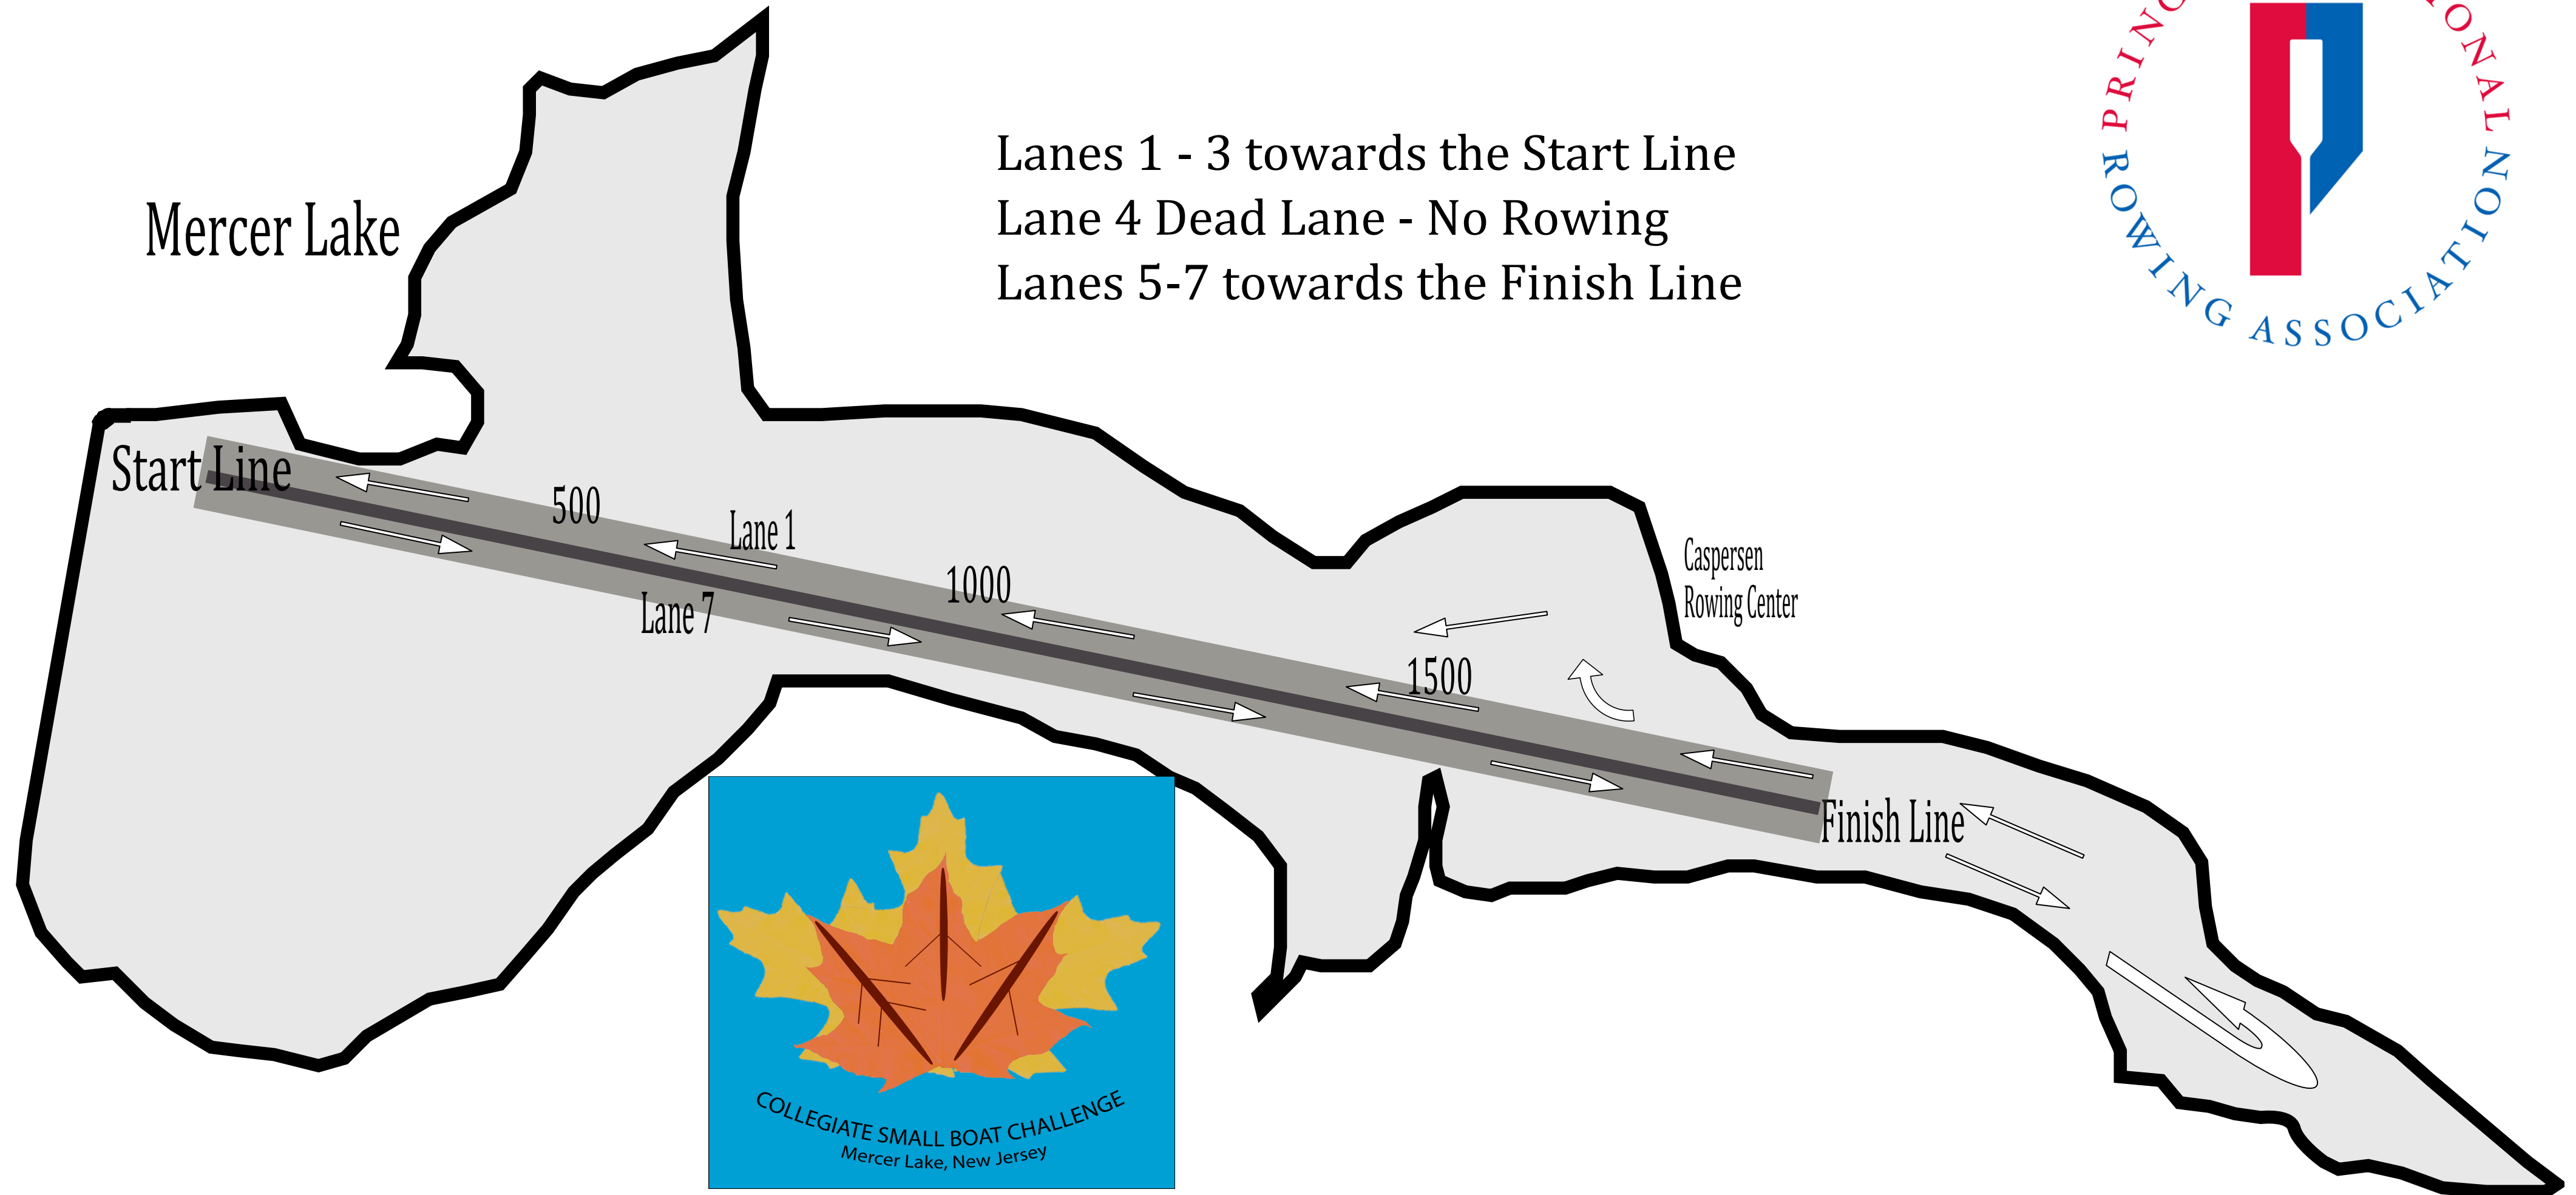 Mercer Lake
Lanes 1 - 3 towards the Start Line
Lane 4 Dead Lane - No Rowing
Lanes 5-7 towards the Finish Line
ROWING ASSOCIATION
Start Line
500
Lane 1
Lane 7
1000
1500
Caspersen
Rowing Center
Finish Line
COLLEGIATE SMALL BOAT CHALLENGE
Mercer Lake, New Jersey